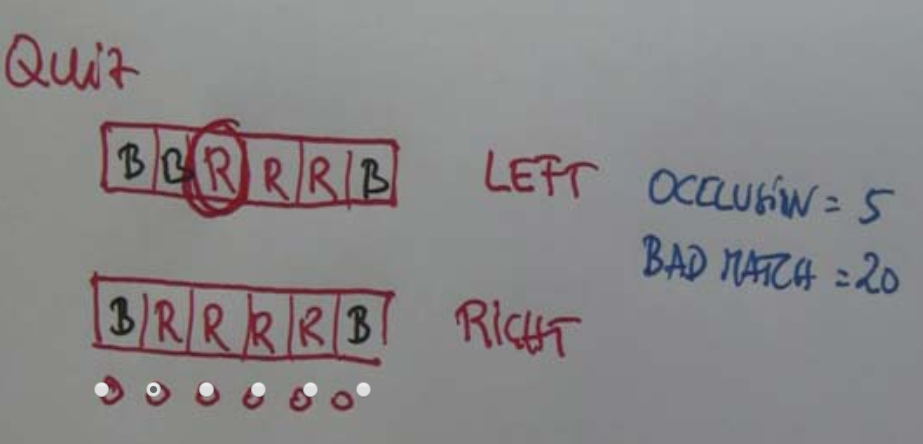 Quiz
B B R R R B LEFT
OCCLUSION = 5
BAD MATCH = 20
B R R R R B RIGHT